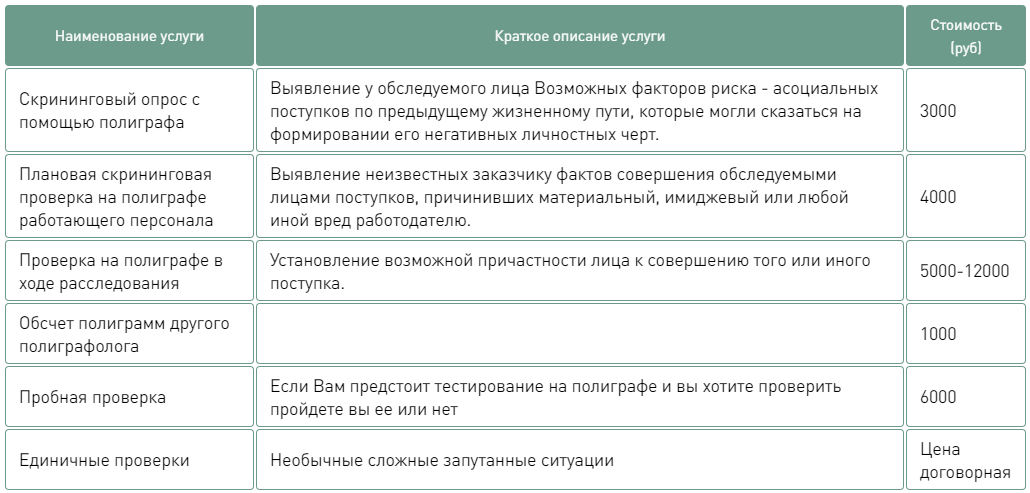 Наименование услуги
Краткое описание услуги
Стоимость
(руб)
Скрининговый опрос с
помощью полиграфа
Выявление у обследуемого лица Возможных факторов риска - асоциальных
поступков по предыдущему жизненному пути, которые могли сказаться на
формировании его негативных личностных черт.
3000
Плановая скрининговая
проверка на полиграфе
работающего персонала
Выявление неизвестных заказчику фактов совершения обследуемыми
лицами поступков, причинивших материальный, имиджевый или любой
иной вред работодателю.
4000
Проверка на полиграфе в
ходе расследования
Установление возможной причастности лица к совершению того или иного
поступка.
5000-12000
Обсчет полиграмм другого
полиграфолога
1000
Пробная проверка
Если Вам предстоит тестирование на полиграфе и вы хотите проверить
пройдете вы ее или нет
6000
Единичные проверки
Необычные сложные запутанные ситуации
Цена
договорная